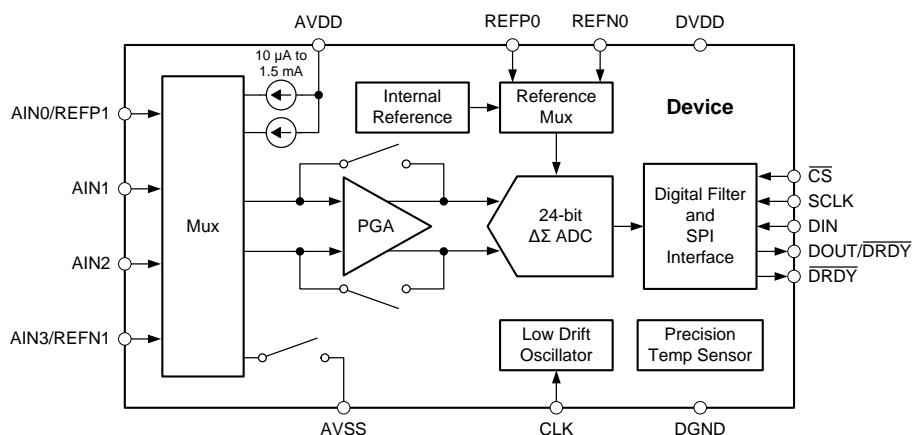 AVDD
REFP0
REFN0
DVDD
10 µA to
1.5 mA
AIN0/REFP1
AIN1
AIN2
AIN3/REFN1
Mux
Internal
Reference
Reference
Mux
Device
PGA
24-bit
ΔΣ ADC
Digital Filter
and
SPI
Interface
CS
SCLK
DIN
DOUT/DRDY
DRDY
Low Drift
Oscillator
Precision
Temp Sensor
AVSS
CLK
DGND